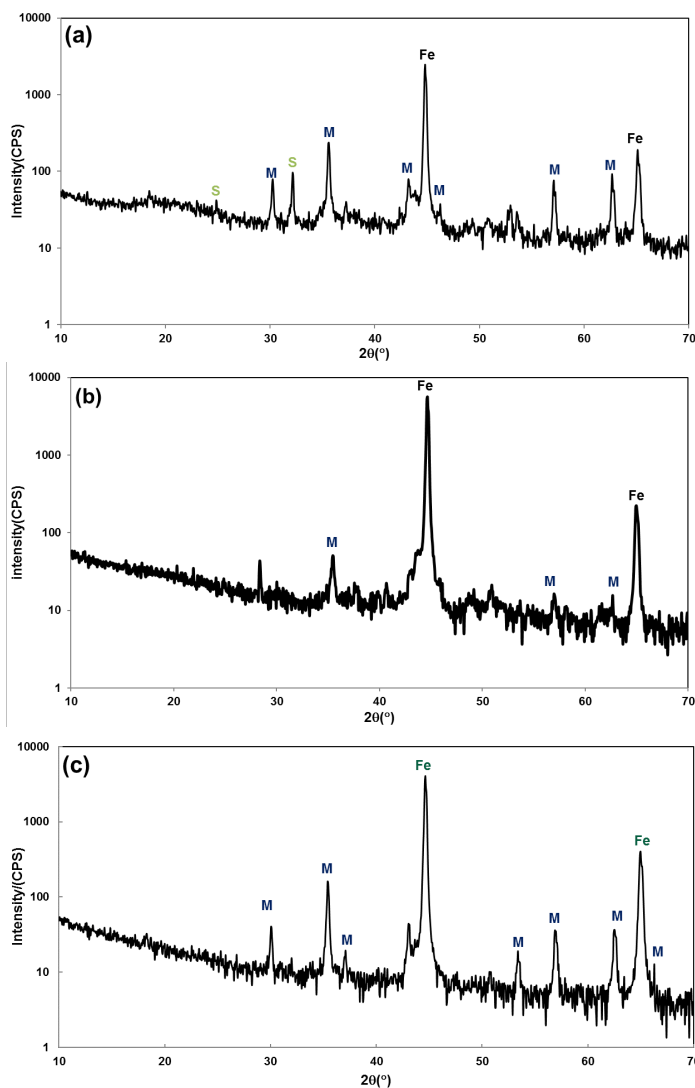 (a)
10000
1000
100
10
1
Intensity(CPS)
S M S M M Fe M M M Fe
10 20 30 40 50 60 70
2θ(°)
(b)
10000
1000
100
10
1
intensity(CPS)
M Fe M M Fe
10 20 30 40 50 60 70
2θ(°)
(c)
10000
1000
100
10
1
Intensity/(CPS)
M M M Fe M M M Fe M
10 20 30 40 50 60 70
2θ(°)